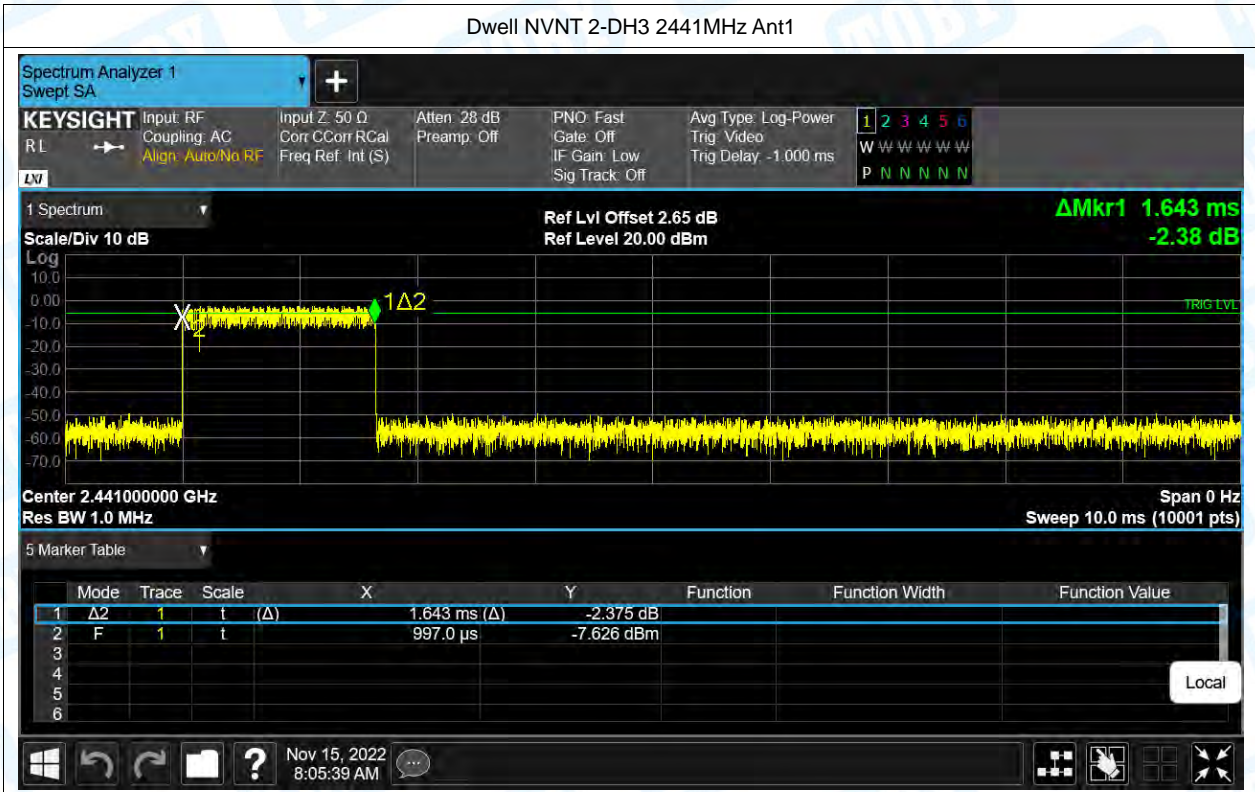 Dwell NVNT 2-DH3 2441MHz Ant1
Spectrum Analyzer 1
Swept SA
+
KEYSIGHT
RL
LXI
Input: RF
Coupling: AC
Align: Auto/No RF
Input Z: 50 Ω
Corr CCorr RCal
Freq Ref: Int (S)
Atten: 28 dB
Preamp: Off
PNO: Fast
Gate: Off
IF Gain: Low
Sig Track: Off
Avg Type: Log-Power
Trig: Video
Trig Delay: -1.000 ms
1 2 3 4 5 6
W W W W W W
P N N N N N
1 Spectrum
Scale/Div 10 dB
Ref Lvl Offset 2.65 dB
Ref Level 20.00 dBm
ΔMkr1 1.643 ms
-2.38 dB
Log
10.0
0.00
-10.0
-20.0
-30.0
-40.0
-50.0
-60.0
-70.0
X
2
1Δ2
TRIG LVL
Center 2.441000000 GHz
Res BW 1.0 MHz
Span 0 Hz
Sweep 10.0 ms (10001 pts)
5 Marker Table
Mode Trace Scale X Y Function Function Width Function Value
1 Δ2 1 t (Δ) 1.643 ms (Δ) -2.375 dB
2 F 1 t 997.0 µs -7.626 dBm
3
4
5
6
Local
?
Nov 15, 2022
8:05:39 AM
TOBY